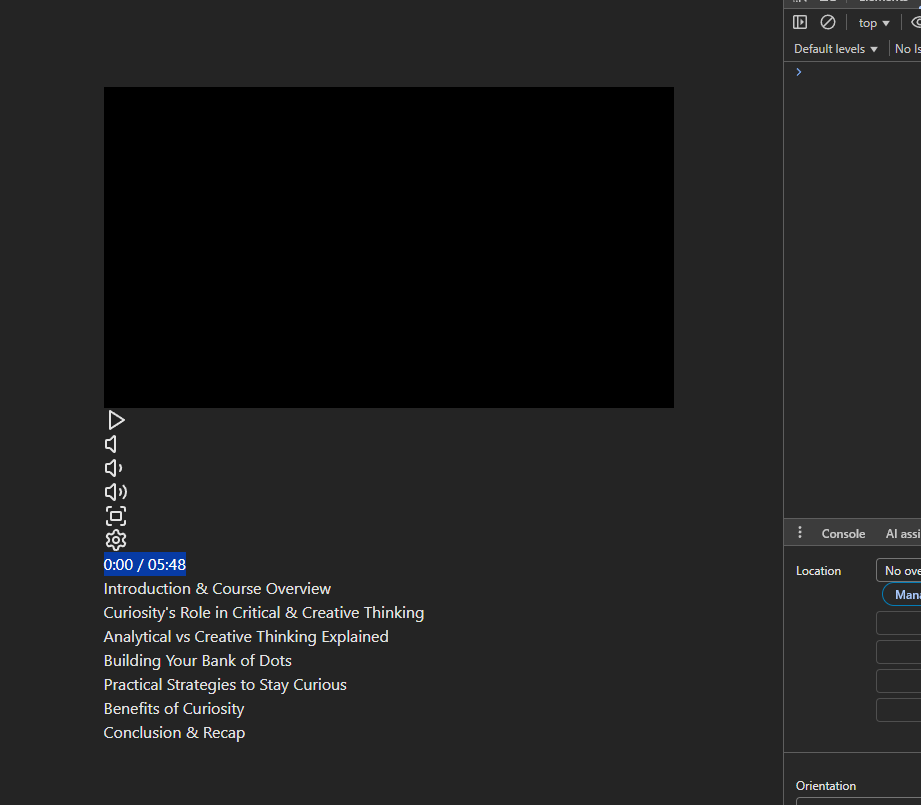 top
Default levels
No Is
0:00 / 05:48
Introduction & Course Overview
Curiosity's Role in Critical & Creative Thinking
Analytical vs Creative Thinking Explained
Building Your Bank of Dots
Practical Strategies to Stay Curious
Benefits of Curiosity
Conclusion & Recap
Console
AI assi
Location
No ove
Mana
Orientation